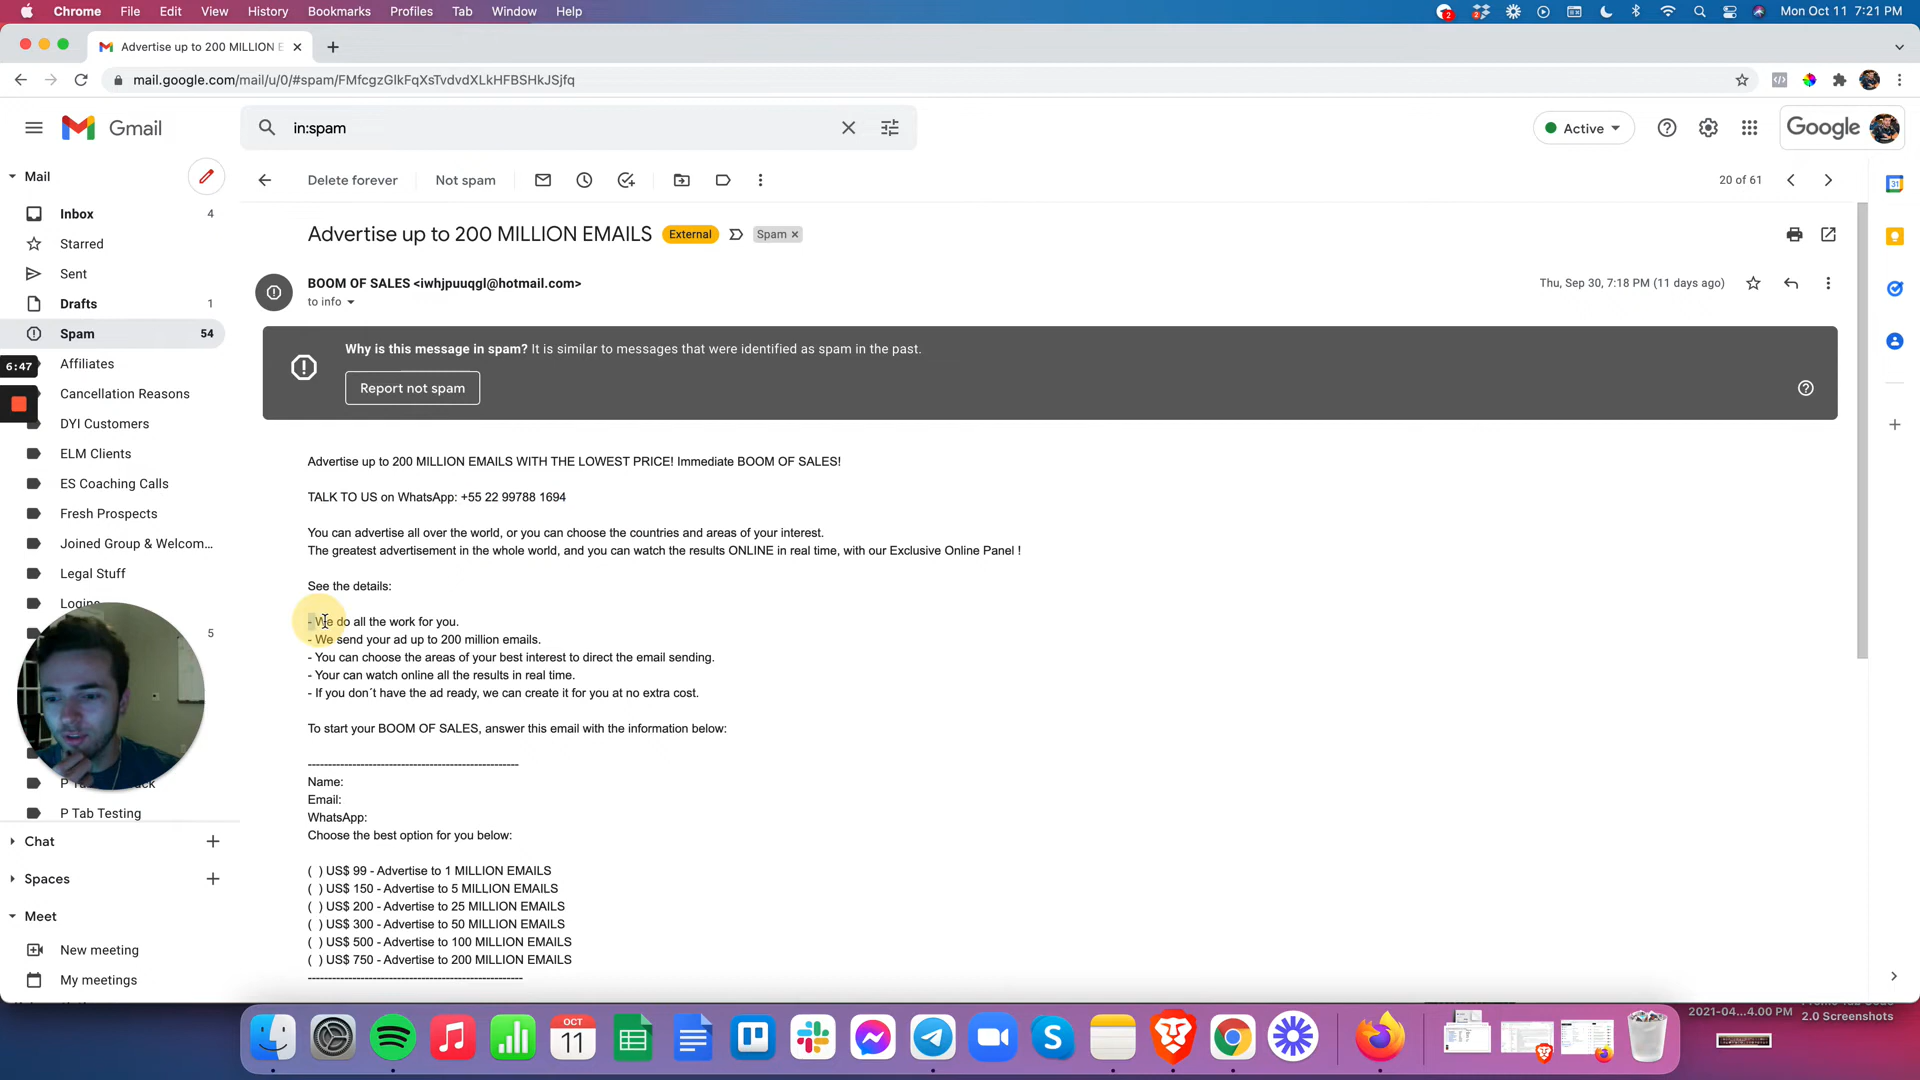 Chrome File Edit View History Bookmarks Profiles Tab Window Help
2 2 Mon Oct 11 7:21 PM
Advertise up to 200 MILLION E
mail.google.com/mail/u/0/#spam/FMfcgzGlkFqXsTvdvdXLkHFBSHkJSjfq
Gmail
in:spam
Active
Google
Mail
Delete forever Not spam
20 of 61
31
Inbox 4
Starred
Sent
Drafts 1
Spam 54
Affiliates
6:47
Cancellation Reasons
DYI Customers
ELM Clients
ES Coaching Calls
Fresh Prospects
Joined Group & Welcom...
Legal Stuff
Logins
5
P Tab Testing
Chat
Spaces
Meet
New meeting
My meetings
Advertise up to 200 MILLION EMAILS External Spam x
BOOM OF SALES <iwhjpuuqgl@hotmail.com>
Thu, Sep 30, 7:18 PM (11 days ago)
to info
Why is this message in spam? It is similar to messages that were identified as spam in the past.
Report not spam
Advertise up to 200 MILLION EMAILS WITH THE LOWEST PRICE! Immediate BOOM OF SALES!
TALK TO US on WhatsApp: +55 22 99788 1694
You can advertise all over the world, or you can choose the countries and areas of your interest.
The greatest advertisement in the whole world, and you can watch the results ONLINE in real time, with our Exclusive Online Panel !
See the details:
- We do all the work for you.
- We send your ad up to 200 million emails.
- You can choose the areas of your best interest to direct the email sending.
- Your can watch online all the results in real time.
- If you don´t have the ad ready, we can create it for you at no extra cost.
To start your BOOM OF SALES, answer this email with the information below:
-----------------------------------------------------
Name:
Email:
WhatsApp:
Choose the best option for you below:
( ) US$ 99 - Advertise to 1 MILLION EMAILS
( ) US$ 150 - Advertise to 5 MILLION EMAILS
( ) US$ 200 - Advertise to 25 MILLION EMAILS
( ) US$ 300 - Advertise to 50 MILLION EMAILS
( ) US$ 500 - Advertise to 100 MILLION EMAILS
( ) US$ 750 - Advertise to 200 MILLION EMAILS
------------------------------------------------------
2021-04...4.00 PM
2.0 Screenshots
OCT
11